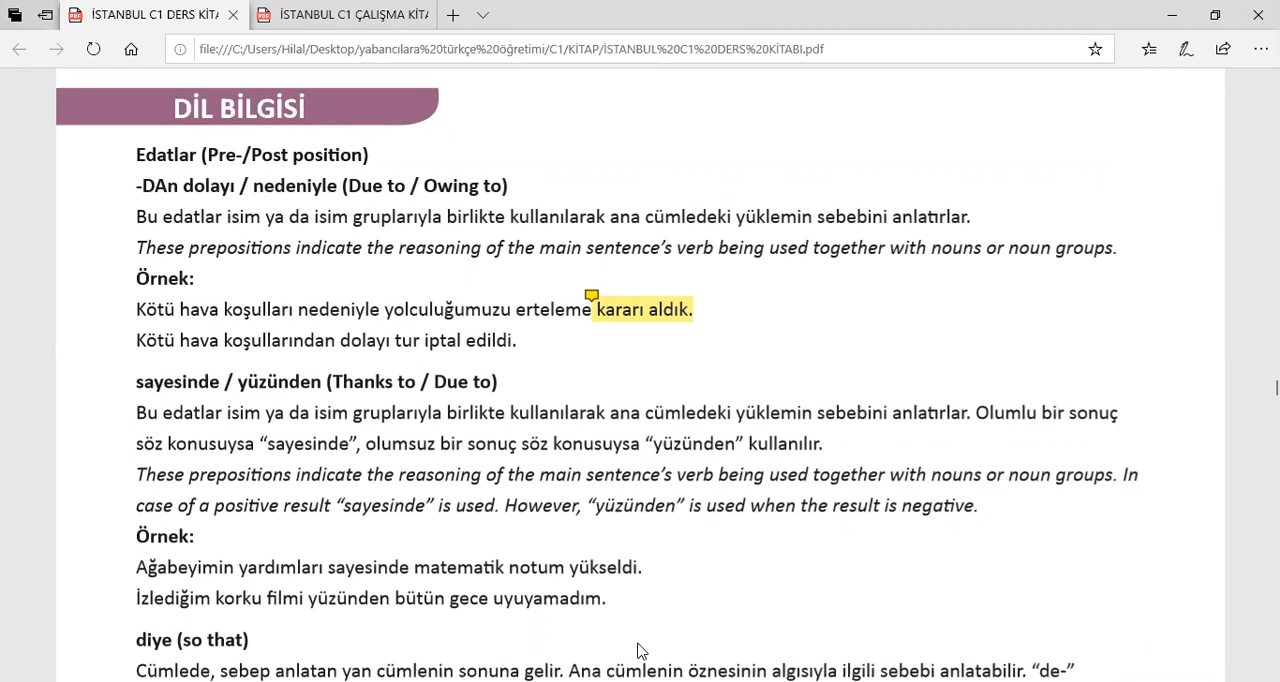 İSTANBUL C1 DERS KİTA
İSTANBUL C1 ÇALIŞMA KİTA
file:///C:/Users/Hilal/Desktop/yabancılara%20türkçe%20öğretimi/C1/KİTAP/İSTANBUL%20C1%20DERS%20KİTABI.pdf
DİL BİLGİSİ
Edatlar (Pre-/Post position)
-DAn dolayı / nedeniyle (Due to / Owing to)
Bu edatlar isim ya da isim gruplarıyla birlikte kullanılarak ana cümledeki yüklemin sebebini anlatırlar.
These prepositions indicate the reasoning of the main sentence’s verb being used together with nouns or noun groups.
Örnek:
Kötü hava koşulları nedeniyle yolculuğumuzu erteleme kararı aldık.
Kötü hava koşullarından dolayı tur iptal edildi.
sayesinde / yüzünden (Thanks to / Due to)
Bu edatlar isim ya da isim gruplarıyla birlikte kullanılarak ana cümledeki yüklemin sebebini anlatırlar. Olumlu bir sonuç
söz konusuysa “sayesinde”, olumsuz bir sonuç söz konusuysa “yüzünden” kullanılır.
These prepositions indicate the reasoning of the main sentence’s verb being used together with nouns or noun groups. In
case of a positive result “sayesinde” is used. However, “yüzünden” is used when the result is negative.
Örnek:
Ağabeyimin yardımları sayesinde matematik notum yükseldi.
İzlediğim korku filmi yüzünden bütün gece uyuyamadım.
diye (so that)
Cümlede, sebep anlatan yan cümlenin sonuna gelir. Ana cümlenin öznesinin algısıyla ilgili sebebi anlatabilir. “de-”